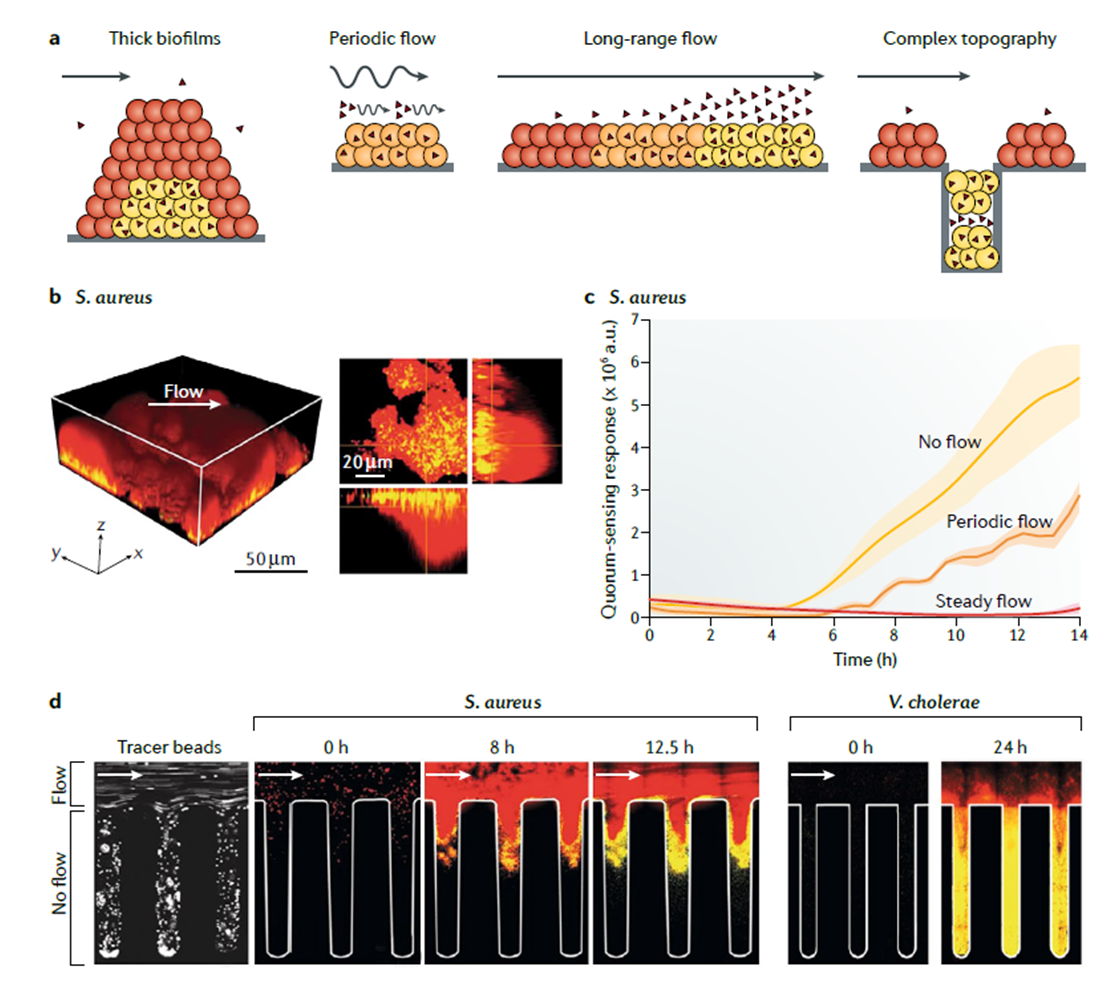 a
Thick biofilms
Periodic flow
Long-range flow
Complex topography
b S. aureus
Flow
20 μm
z
y
x
50 μm
c S. aureus
Quorum-sensing response (x 10⁶ a.u.)
7
6
5
4
3
2
1
0
No flow
Periodic flow
Steady flow
0 2 4 6 8 10 12 14
Time (h)
d
S. aureus
V. cholerae
Tracer beads
0 h
8 h
12.5 h
0 h
24 h
Flow
No flow